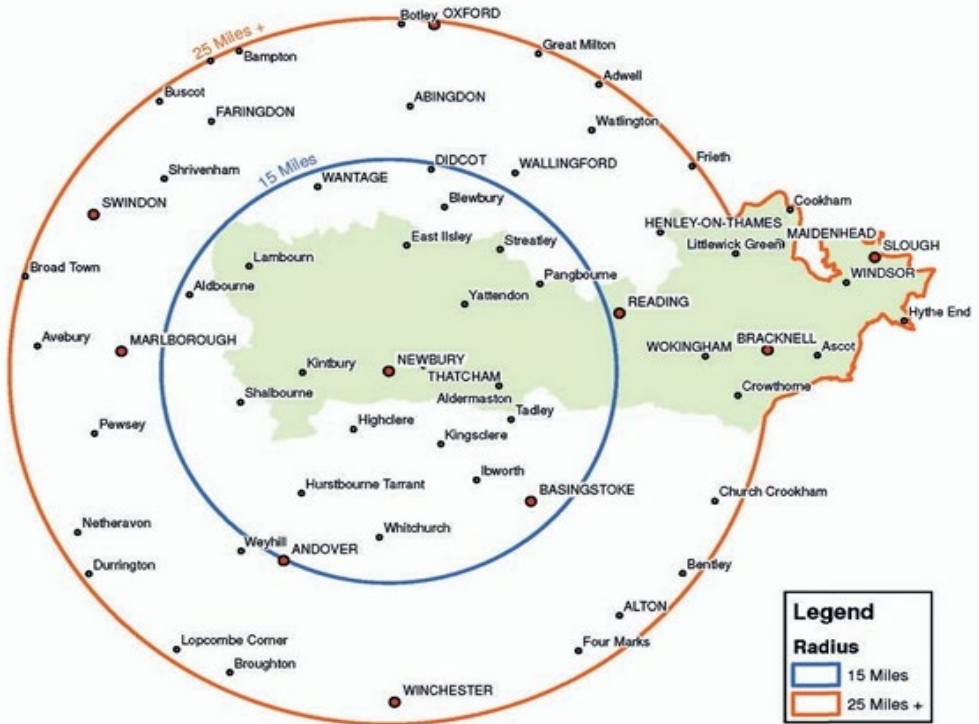 Botley OXFORD
25 Miles +
Bampton
Great Milton
Adwell
Buscot
FARINGDON
ABINGDON
Watlington
Frieth
15 Miles
DIDCOT
WALLINGFORD
Shrivenham
WANTAGE
Blewbury
SWINDON
Cookham
HENLEY-ON-THAMES
MAIDENHEAD
Littlewick Green
SLOUGH
East Ilsley
Streatley
Lambourn
Broad Town
Pangbourne
WINDSOR
Aldbourne
Yattendon
READING
Hythe End
Avebury
MARLBOROUGH
WOKINGHAM
BRACKNELL
Ascot
Kintbury
NEWBURY
THATCHAM
Crowthorne
Shalbourne
Aldermaston
Tadley
Pewsey
Highclere
Kingsclere
Ibworth
Hurstbourne Tarrant
BASINGSTOKE
Church Crookham
Netheravon
Whitchurch
Weyhill
ANDOVER
Durrington
Bentley
ALTON
Lopcombe Corner
Four Marks
Broughton
WINCHESTER
Legend
Radius
15 Miles
25 Miles +